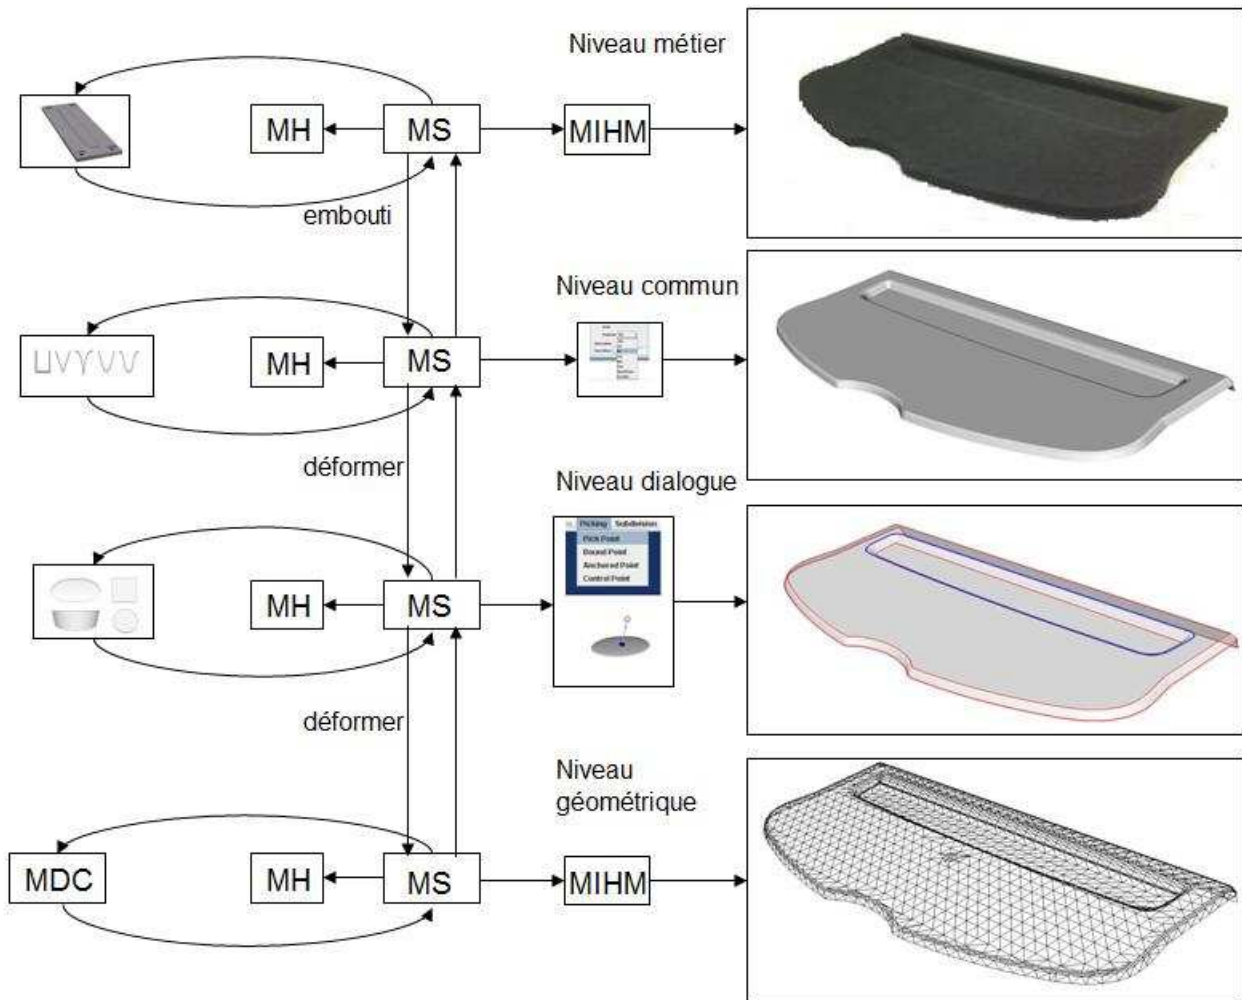 Niveau métier
MH
MS
MIHM
embouti
Niveau commun
MH
MS
déformer
Niveau dialogue
Picking Subdivision
Pick Point
Bound Point
Anchored Point
Control Point
MH
MS
déformer
Niveau
géométrique
MDC
MH
MS
MIHM